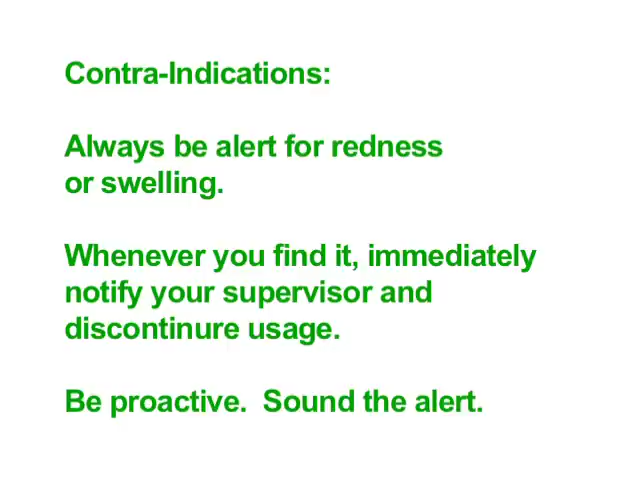 Contra-Indications:
Always be alert for redness
or swelling.
Whenever you find it, immediately
notify your supervisor and
discontinure usage.
Be proactive.  Sound the alert.